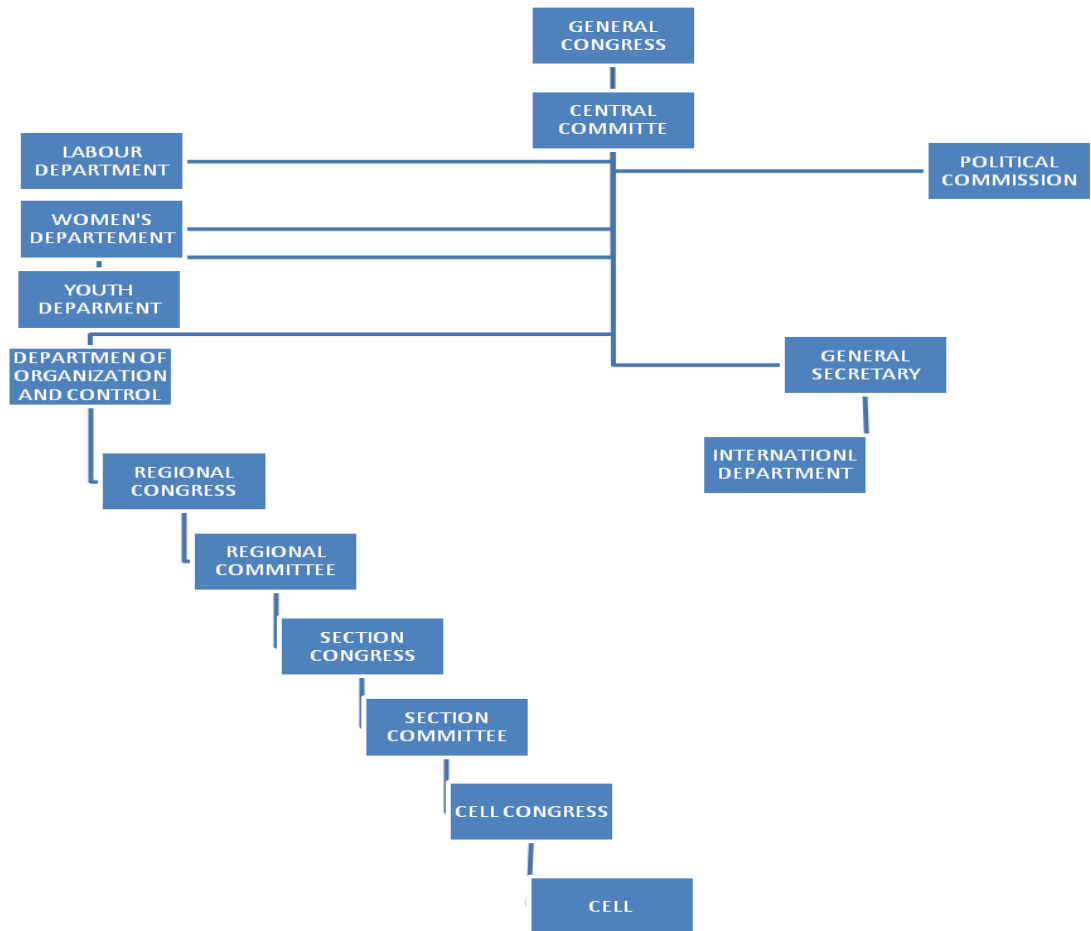 GENERAL
CONGRESS
CENTRAL
COMMITTE
LABOUR
DEPARTMENT
POLITICAL
COMMISSION
WOMEN'S
DEPARTEMENT
YOUTH
DEPARMENT
DEPARTMEN OF
ORGANIZATION
AND CONTROL
GENERAL
SECRETARY
INTERNATIONL
DEPARTMENT
REGIONAL
CONGRESS
REGIONAL
COMMITTEE
SECTION
CONGRESS
SECTION
COMMITTEE
CELL CONGRESS
CELL